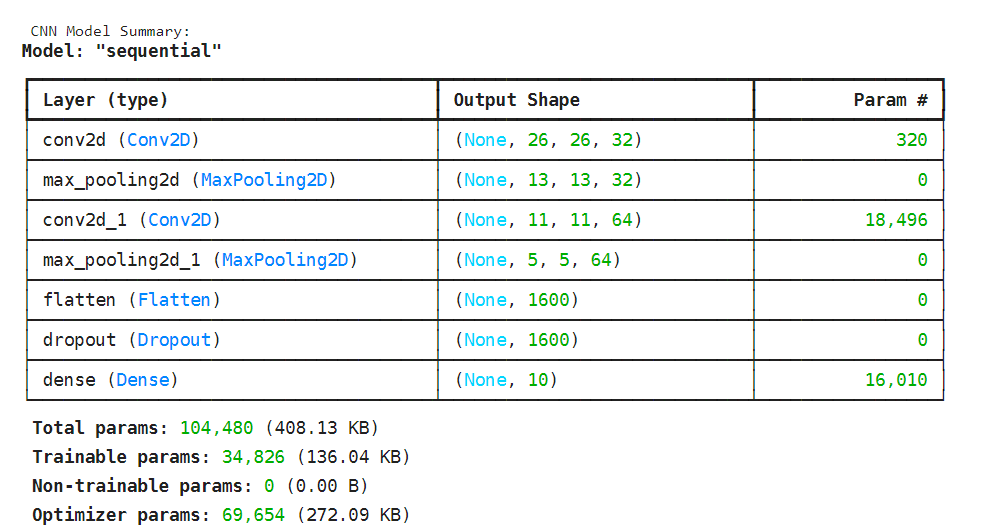 CNN Model Summary:
Model: "sequential"
Layer (type) Output Shape Param #
conv2d (Conv2D) (None, 26, 26, 32) 320
max_pooling2d (MaxPooling2D) (None, 13, 13, 32) 0
conv2d_1 (Conv2D) (None, 11, 11, 64) 18,496
max_pooling2d_1 (MaxPooling2D) (None, 5, 5, 64) 0
flatten (Flatten) (None, 1600) 0
dropout (Dropout) (None, 1600) 0
dense (Dense) (None, 10) 16,010
Total params: 104,480 (408.13 KB)
Trainable params: 34,826 (136.04 KB)
Non-trainable params: 0 (0.00 B)
Optimizer params: 69,654 (272.09 KB)